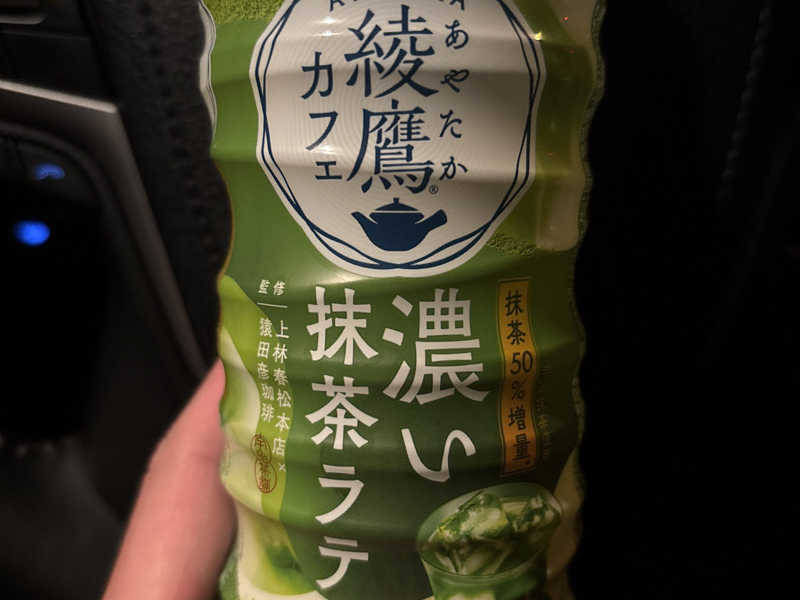 あやたか
綾鷹®
カフェ
抹茶50%増量
濃い
抹茶ラテ
監修
上林春松本店×
猿田彦珈琲